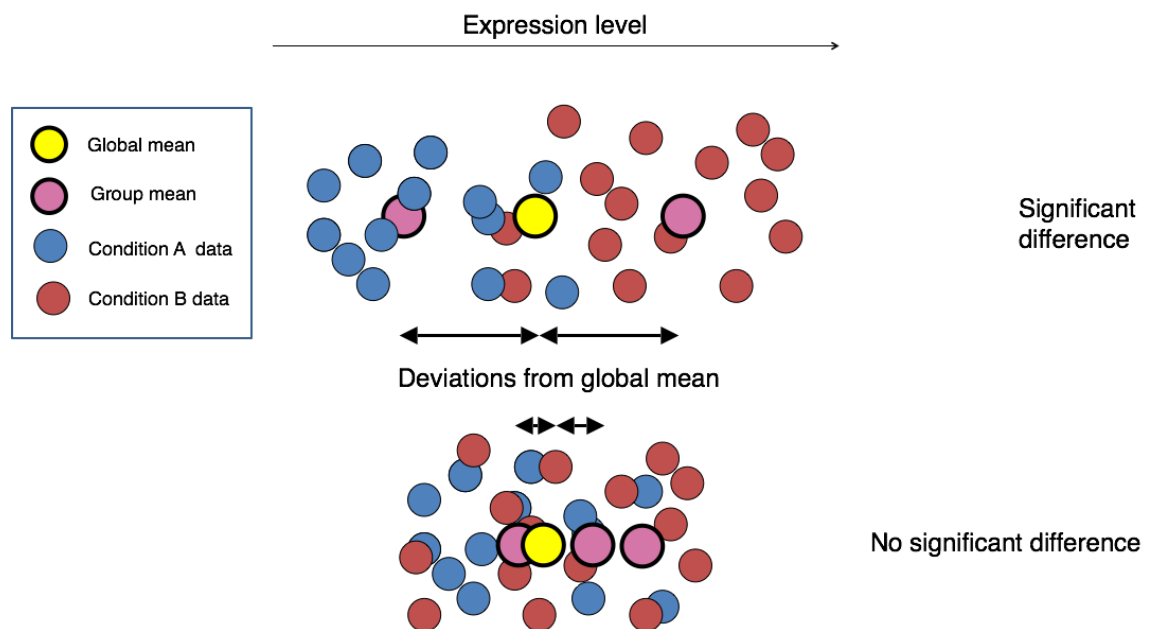 Expression level
Global mean
Group mean
Condition A data
Condition B data
Significant
difference
Deviations from global mean
No significant difference